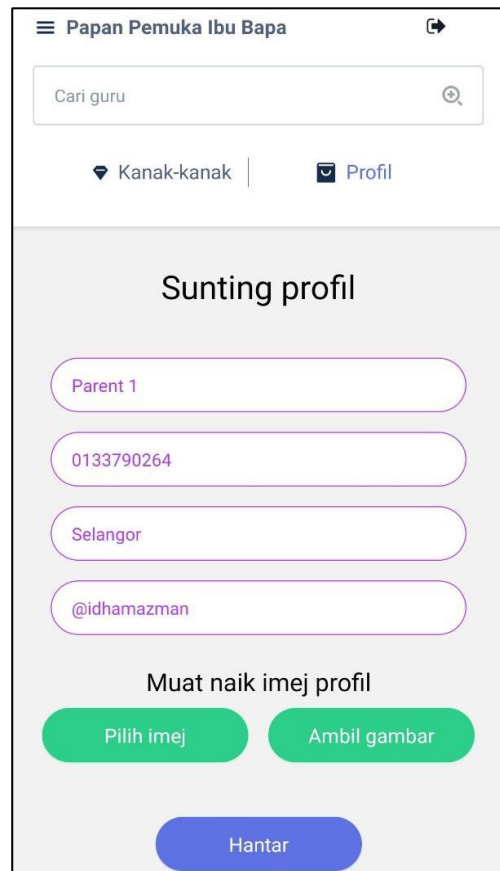 Papan Pemuka Ibu Bapa
Cari guru
Kanak-kanak
Profil
Sunting profil
Parent 1
0133790264
Selangor
@idhamazman
Muat naik imej profil
Pilih imej
Ambil gambar
Hantar